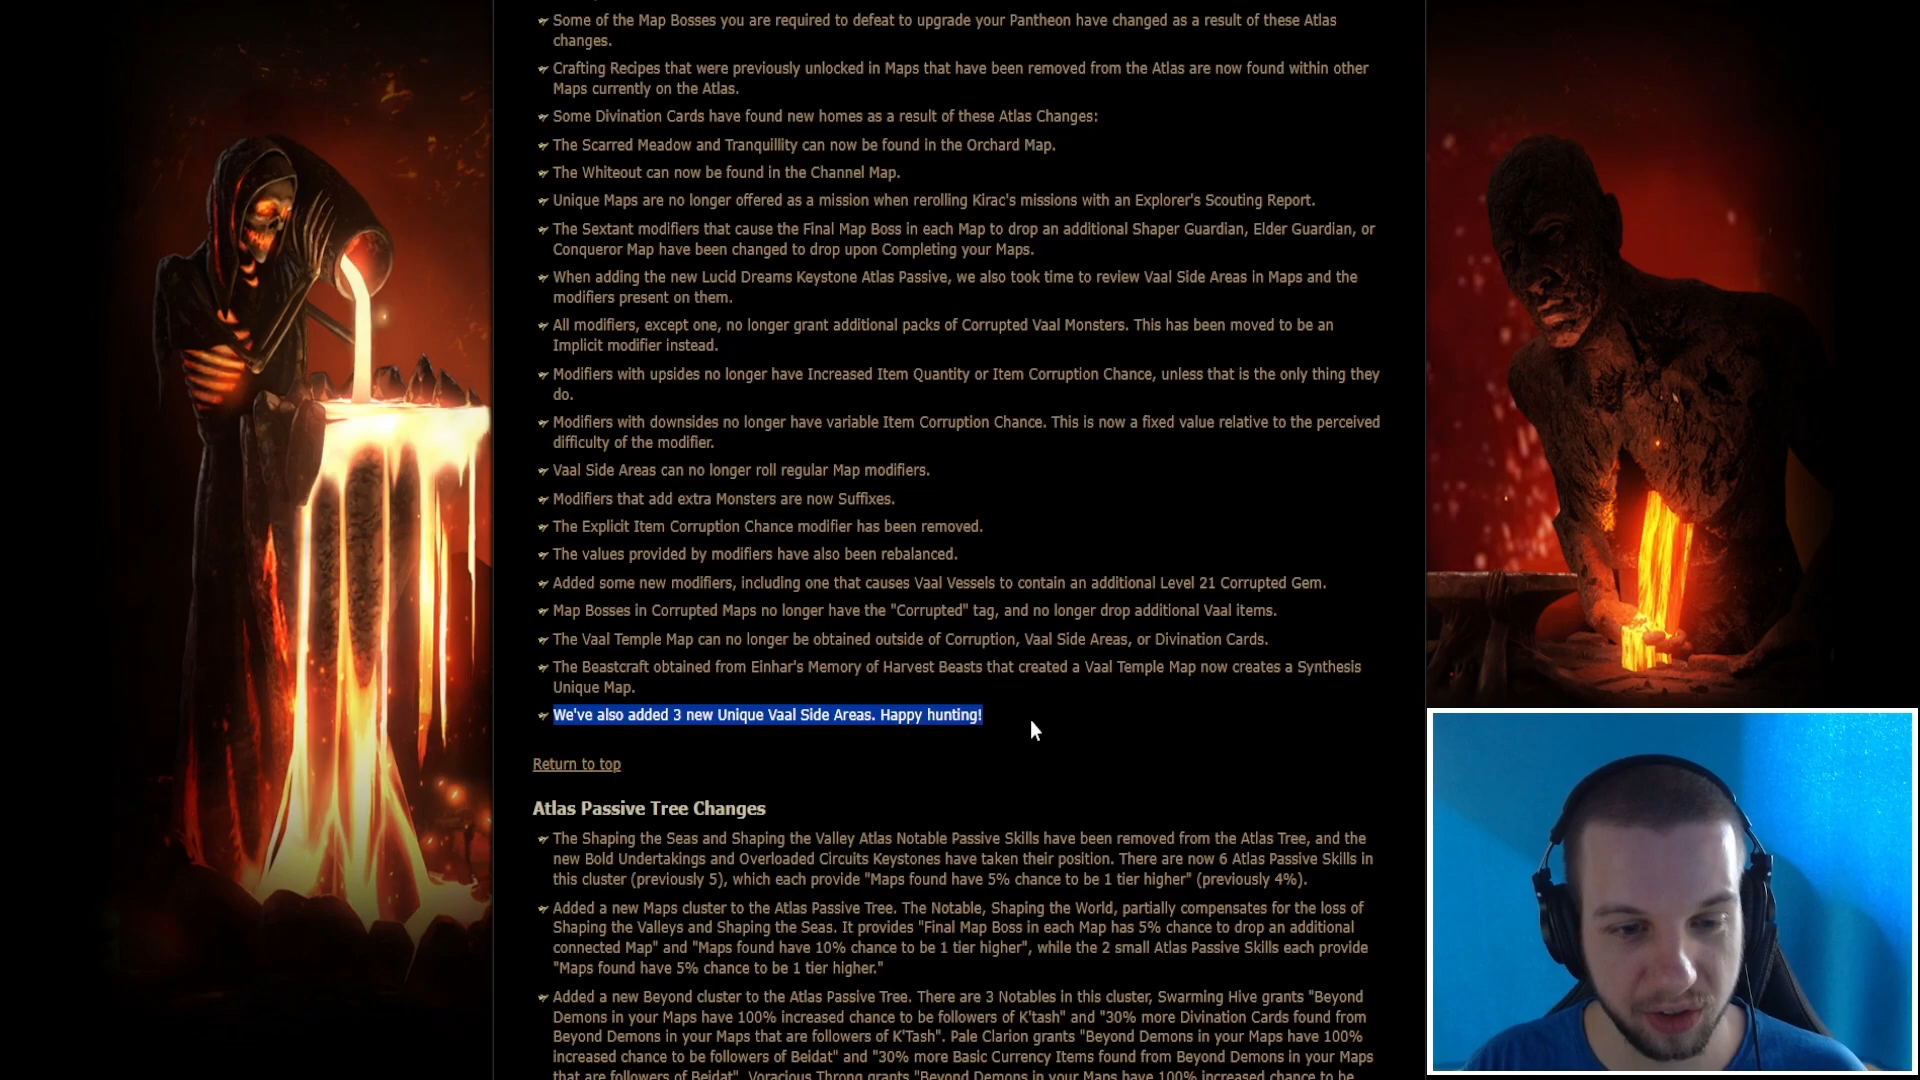 Some of the Map Bosses you are required to defeat to upgrade your Pantheon have changed as a result of these Atlas
changes.
Crafting Recipes that were previously unlocked in Maps that have been removed from the Atlas are now found within other
Maps currently on the Atlas.
Some Divination Cards have found new homes as a result of these Atlas Changes:
The Scarred Meadow and Tranquillity can now be found in the Orchard Map.
The Whiteout can now be found in the Channel Map.
Unique Maps are no longer offered as a mission when rerolling Kirac's missions with an Explorer's Scouting Report.
The Sextant modifiers that cause the Final Map Boss in each Map to drop an additional Shaper Guardian, Elder Guardian, or
Conqueror Map have been changed to drop upon Completing your Maps.
When adding the new Lucid Dreams Keystone Atlas Passive, we also took time to review Vaal Side Areas in Maps and the
modifiers present on them.
All modifiers, except one, no longer grant additional packs of Corrupted Vaal Monsters. This has been moved to be an
Implicit modifier instead.
Modifiers with upsides no longer have Increased Item Quantity or Item Corruption Chance, unless that is the only thing they
do.
Modifiers with downsides no longer have variable Item Corruption Chance. This is now a fixed value relative to the perceived
difficulty of the modifier.
Vaal Side Areas can no longer roll regular Map modifiers.
Modifiers that add extra Monsters are now Suffixes.
The Explicit Item Corruption Chance modifier has been removed.
The values provided by modifiers have also been rebalanced.
Added some new modifiers, including one that causes Vaal Vessels to contain an additional Level 21 Corrupted Gem.
Map Bosses in Corrupted Maps no longer have the "Corrupted" tag, and no longer drop additional Vaal items.
The Vaal Temple Map can no longer be obtained outside of Corruption, Vaal Side Areas, or Divination Cards.
The Beastcraft obtained from Einhar's Memory of Harvest Beasts that created a Vaal Temple Map now creates a Synthesis
Unique Map.
We've also added 3 new Unique Vaal Side Areas. Happy hunting!
Return to top
Atlas Passive Tree Changes
The Shaping the Seas and Shaping the Valley Atlas Notable Passive Skills have been removed from the Atlas Tree, and the
new Bold Undertakings and Overloaded Circuits Keystones have taken their position. There are now 6 Atlas Passive Skills in
this cluster (previously 5), which each provide "Maps found have 5% chance to be 1 tier higher" (previously 4%).
Added a new Maps cluster to the Atlas Passive Tree. The Notable, Shaping the World, partially compensates for the loss of
Shaping the Valleys and Shaping the Seas. It provides "Final Map Boss in each Map has 5% chance to drop an additional
connected Map" and "Maps found have 10% chance to be 1 tier higher", while the 2 small Atlas Passive Skills each provide
"Maps found have 5% chance to be 1 tier higher."
Added a new Beyond cluster to the Atlas Passive Tree. There are 3 Notables in this cluster, Swarming Hive grants "Beyond
Demons in your Maps have 100% increased chance to be followers of K'tash" and "30% more Divination Cards found from
Beyond Demons in your Maps that are followers of K'Tash". Pale Clarion grants "Beyond Demons in your Maps have 100%
increased chance to be followers of Beidat" and "30% more Basic Currency Items found from Beyond Demons in your Maps
that are followers of Beidat". Voracious Throng grants "Beyond Demons in your Maps have 100% increased chance to be